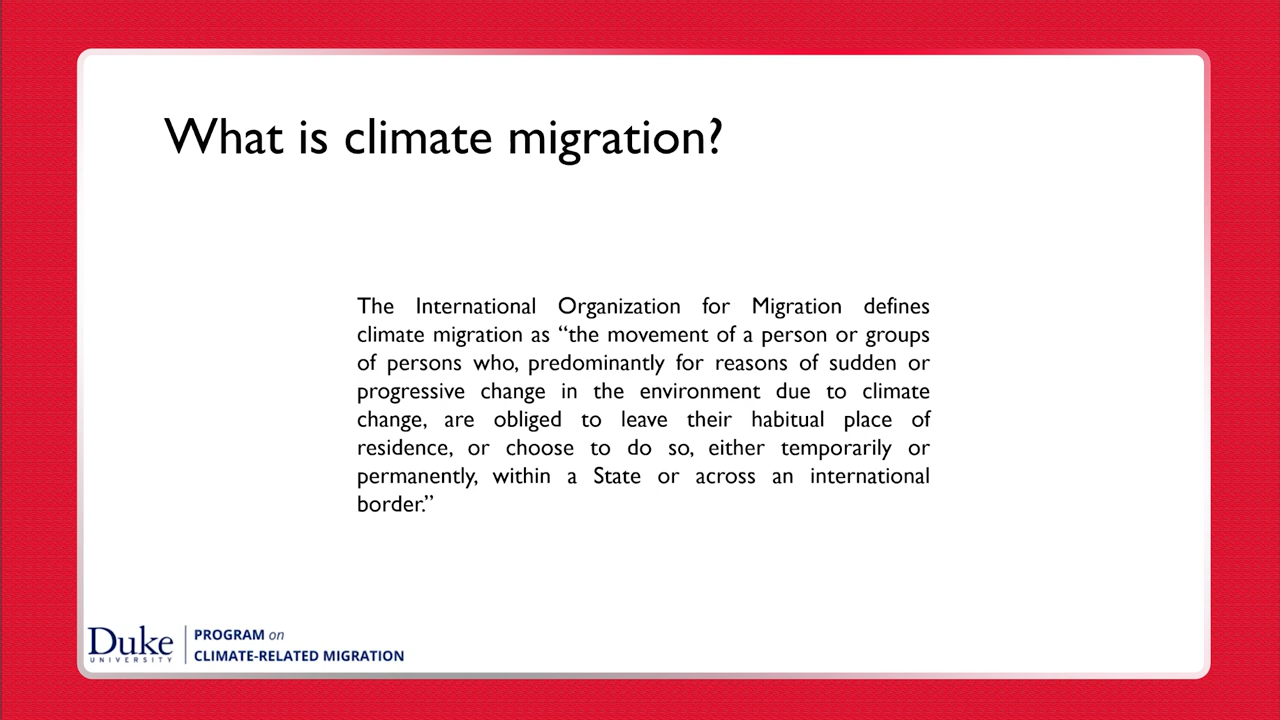 What is climate migration?
The International Organization for Migration defines
climate migration as “the movement of a person or groups
of persons who, predominantly for reasons of sudden or
progressive change in the environment due to climate
change, are obliged to leave their habitual place of
residence, or choose to do so, either temporarily or
permanently, within a State or across an international
border.”
Duke
UNIVERSITY
PROGRAM on
CLIMATE-RELATED MIGRATION